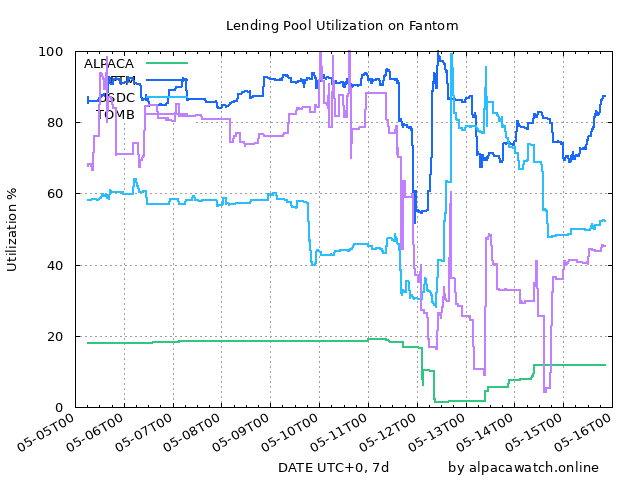 Lending Pool Utilization on Fantom
100
80
60
40
20
0
Utilization %
ALPACA
FTM
USDC
TOMB
05-05T00
05-06T00
05-07T00
05-08T00
05-09T00
05-10T00
05-11T00
05-12T00
05-13T00
05-14T00
05-15T00
05-16T00
DATE UTC+0, 7d
by alpacawatch.online